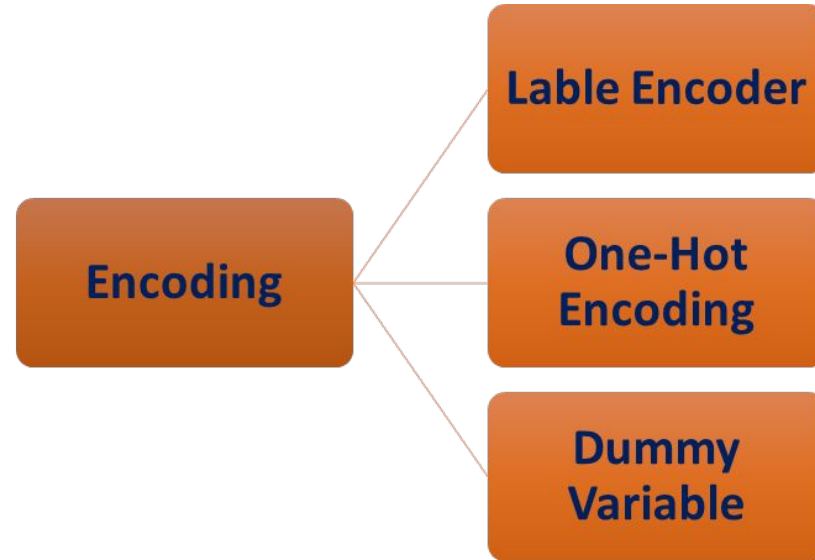 Lable Encoder
Encoding
One-Hot
Encoding
Dummy
Variable